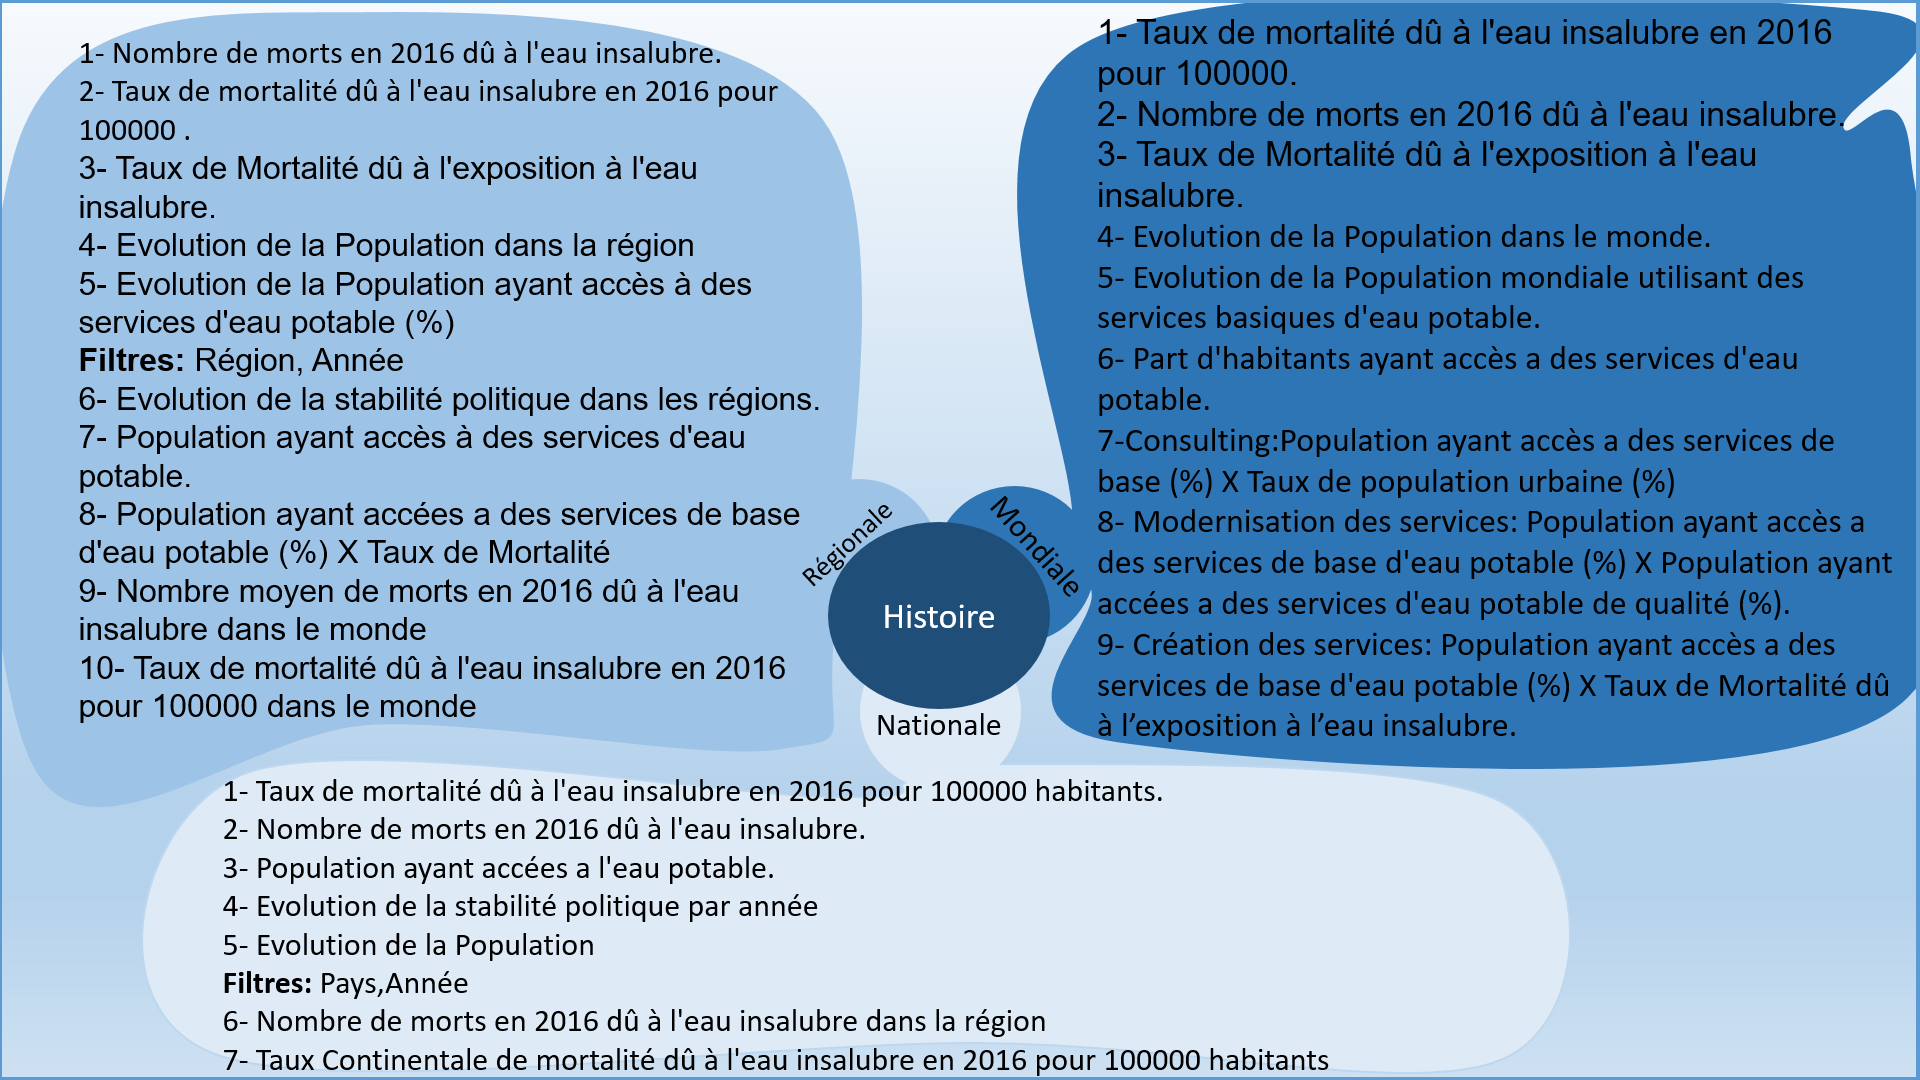 1- Nombre de morts en 2016 dû à l'eau insalubre.
2- Taux de mortalité dû à l'eau insalubre en 2016 pour
100000 .
3- Taux de Mortalité dû à l'exposition à l'eau
insalubre.
4- Evolution de la Population dans la région
5- Evolution de la Population ayant accès à des
services d'eau potable (%)
Filtres: Région, Année
6- Evolution de la stabilité politique dans les régions.
7- Population ayant accès à des services d'eau
potable.
8- Population ayant accées a des services de base
d'eau potable (%) X Taux de Mortalité
9- Nombre moyen de morts en 2016 dû à l'eau
insalubre dans le monde
10- Taux de mortalité dû à l'eau insalubre en 2016
pour 100000 dans le monde
1- Taux de mortalité dû à l'eau insalubre en 2016
pour 100000.
2- Nombre de morts en 2016 dû à l'eau insalubre.
3- Taux de Mortalité dû à l'exposition à l'eau
insalubre.
4- Evolution de la Population dans le monde.
5- Evolution de la Population mondiale utilisant des
services basiques d'eau potable.
6- Part d'habitants ayant accès a des services d'eau
potable.
7-Consulting:Population ayant accès a des services de
base (%) X Taux de population urbaine (%)
8- Modernisation des services: Population ayant accès a
des services de base d'eau potable (%) X Population ayant
accées a des services d'eau potable de qualité (%).
9- Création des services: Population ayant accès a des
services de base d'eau potable (%) X Taux de Mortalité dû
à l’exposition à l’eau insalubre.
Régionale
Mondiale
Histoire
Nationale
1- Taux de mortalité dû à l'eau insalubre en 2016 pour 100000 habitants.
2- Nombre de morts en 2016 dû à l'eau insalubre.
3- Population ayant accées a l'eau potable.
4- Evolution de la stabilité politique par année
5- Evolution de la Population
Filtres: Pays,Année
6- Nombre de morts en 2016 dû à l'eau insalubre dans la région
7- Taux Continentale de mortalité dû à l'eau insalubre en 2016 pour 100000 habitants